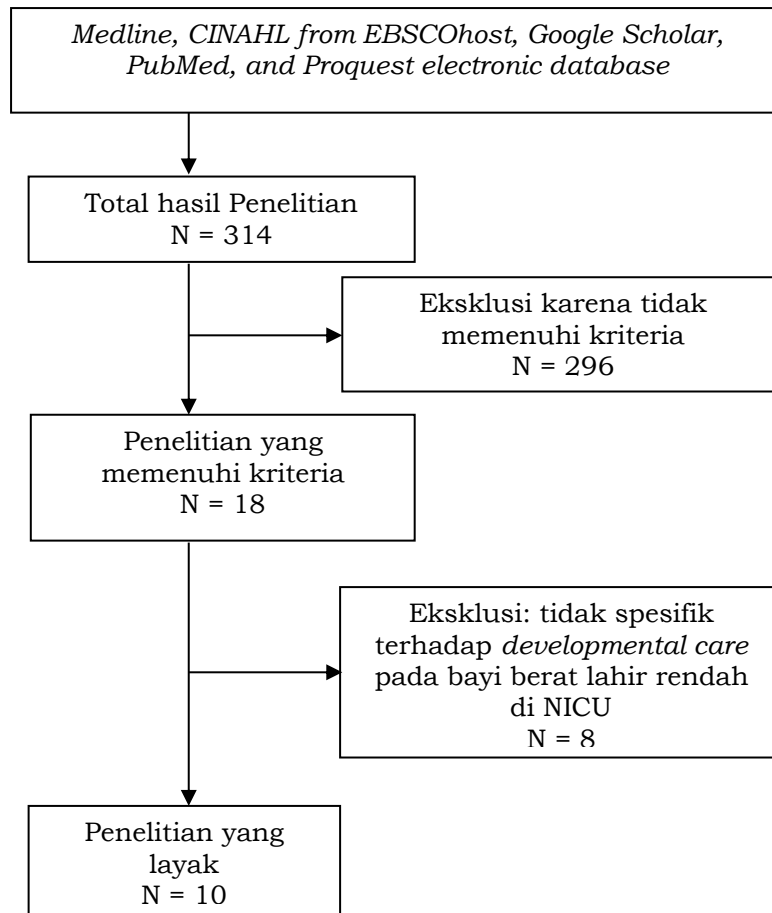 Medline, CINAHL from EBSCOhost, Google Scholar,
PubMed, and Proquest electronic database
Total hasil Penelitian
N = 314
Eksklusi karena tidak
memenuhi kriteria
N = 296
Penelitian yang
memenuhi kriteria
N = 18
Eksklusi: tidak spesifik
terhadap developmental care
pada bayi berat lahir rendah
di NICU
N = 8
Penelitian yang
layak
N = 10